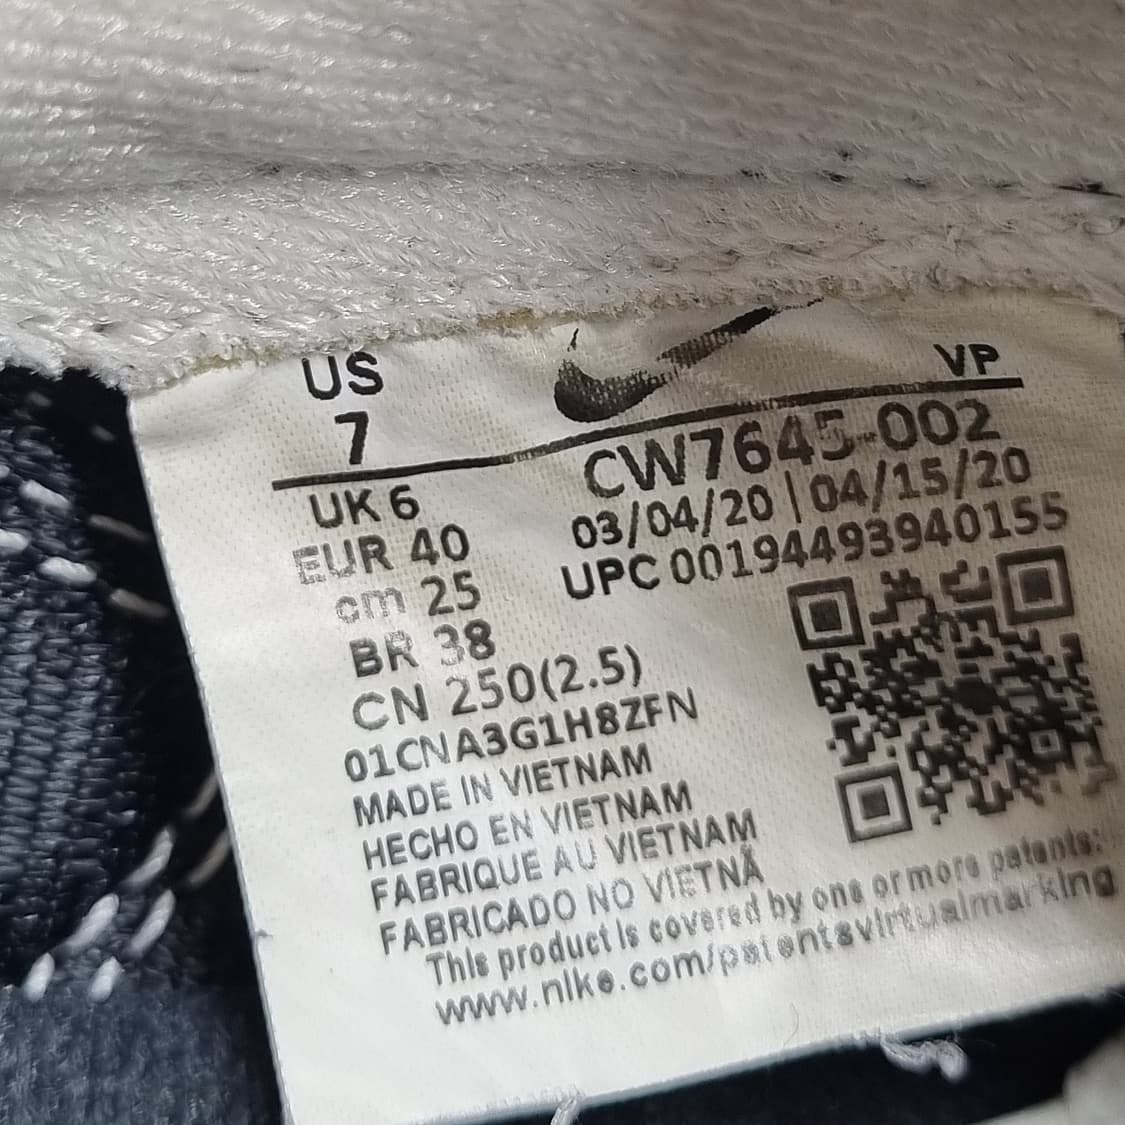 US
7
VP
CW7645-002
03/04/20 | 04/15/20
UPC 00194493940155
UK 6
EUR 40
cm 25
BR 38
CN 250(2.5)
01CNA3G1H8ZFN
MADE IN VIETNAM
HECHO EN VIETNAM
FABRIQUE AU VIETNAM
FABRICADO NO VIETNÃ
This product is covered by one or more patents:
www.nike.com/patentsvirtualmarking